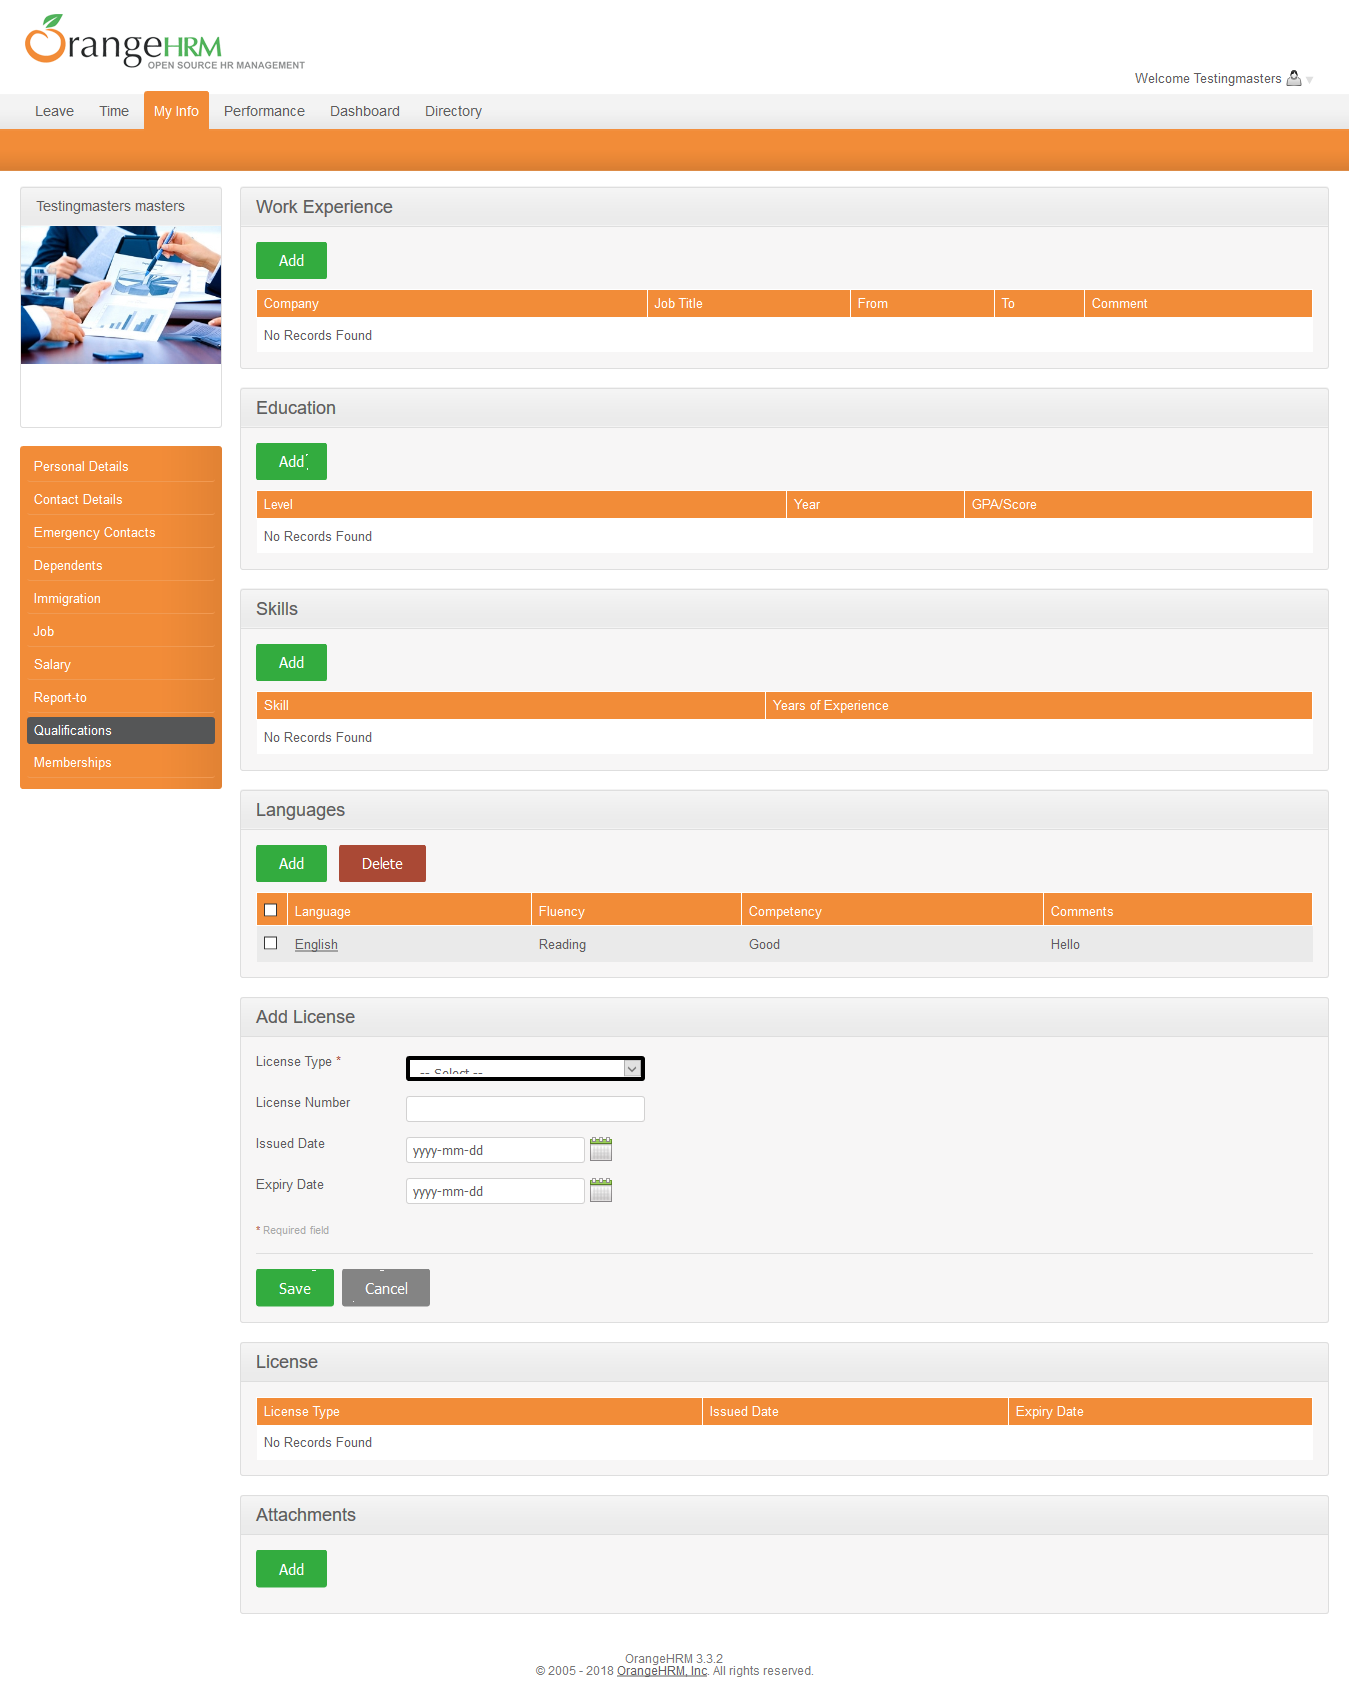 OrangeHRM
OPEN SOURCE HR MANAGEMENT
Welcome Testingmasters
Leave Time My Info Performance Dashboard Directory
Testingmasters masters
Personal Details
Contact Details
Emergency Contacts
Dependents
Immigration
Job
Salary
Report-to
Qualifications
Memberships
Work Experience
Add
Company Job Title From To Comment
No Records Found
Education
Add
Level Year GPA/Score
No Records Found
Skills
Add
Skill Years of Experience
No Records Found
Languages
Add Delete
Language Fluency Competency Comments
English Reading Good Hello
Add License
License Type * -- Select --
License Number
Issued Date yyyy-mm-dd
Expiry Date yyyy-mm-dd
* Required field
Save Cancel
License
License Type Issued Date Expiry Date
No Records Found
Attachments
Add
OrangeHRM 3.3.2
© 2005 - 2018 OrangeHRM, Inc. All rights reserved.